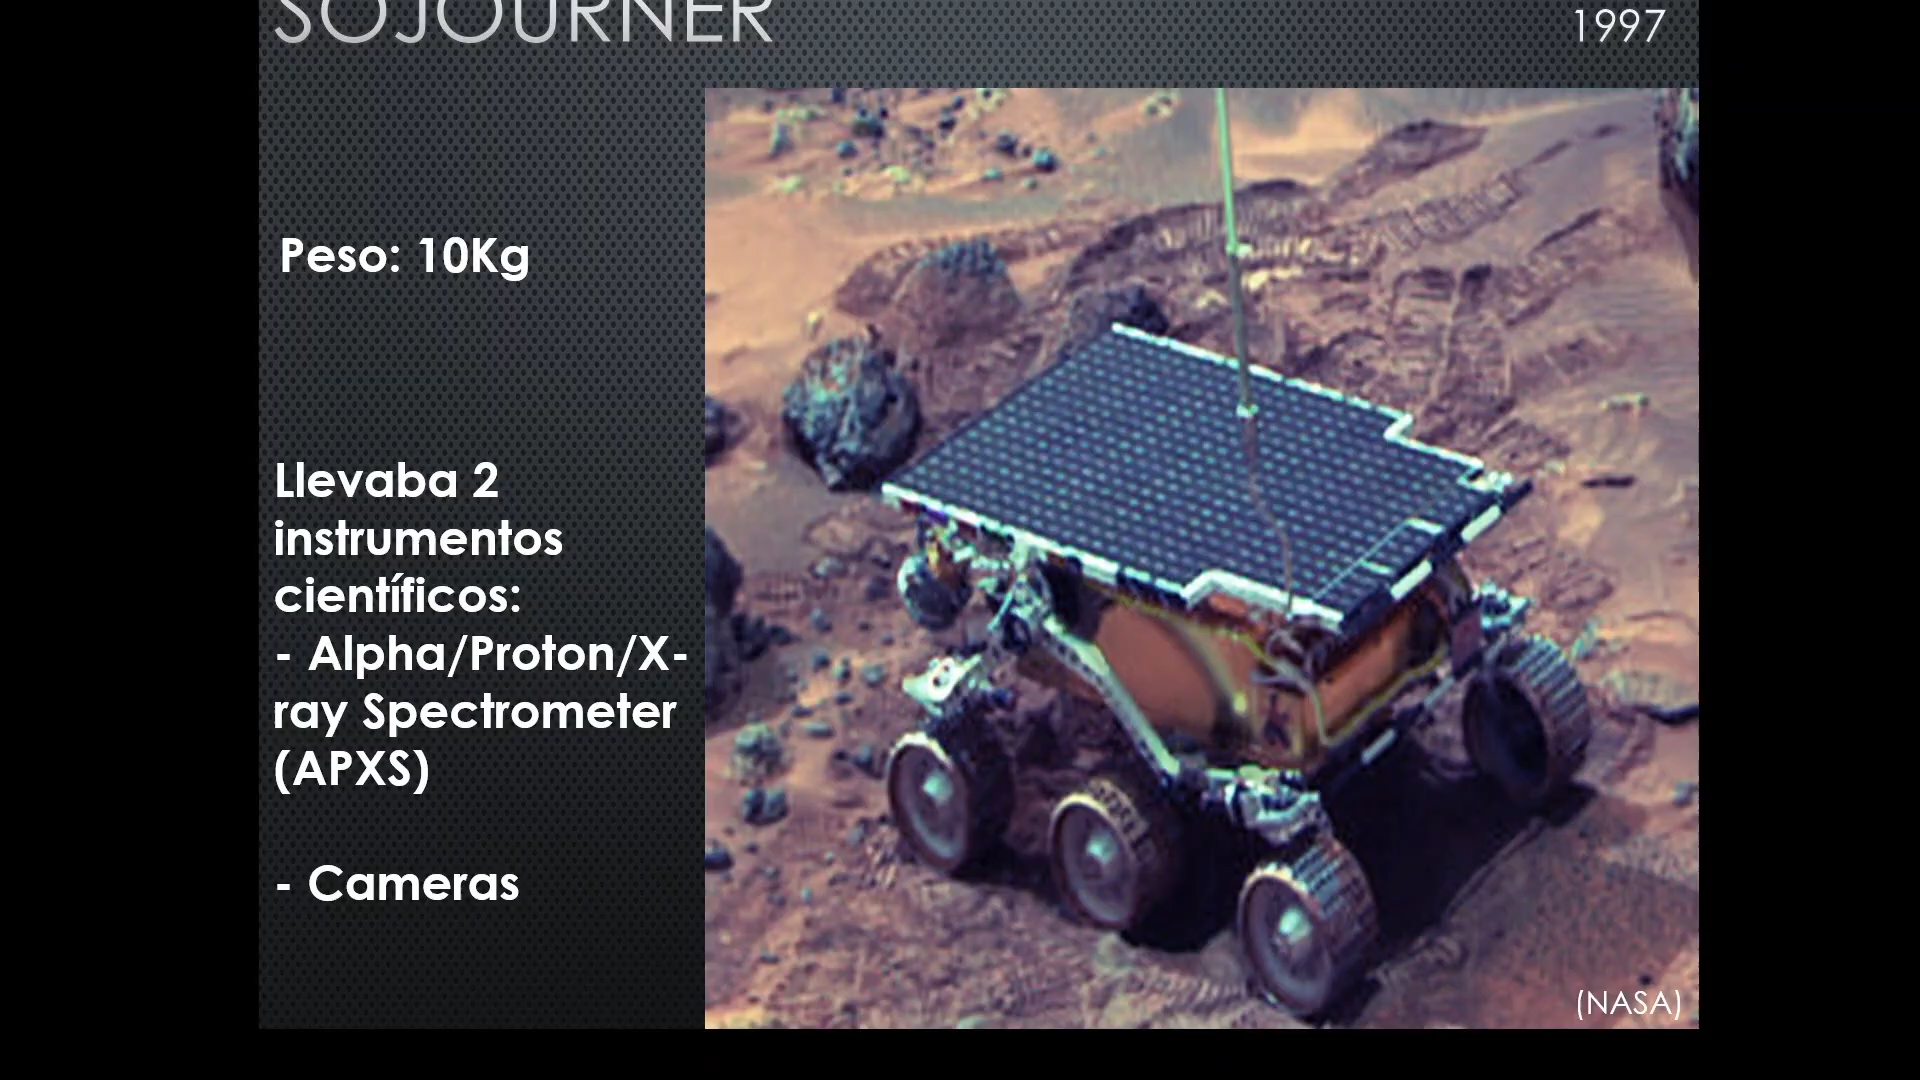 SOJOURNER
1997
Peso: 10Kg
Llevaba 2
instrumentos
científicos:
- Alpha/Proton/X-
ray Spectrometer
(APXS)
- Cameras
(NASA)